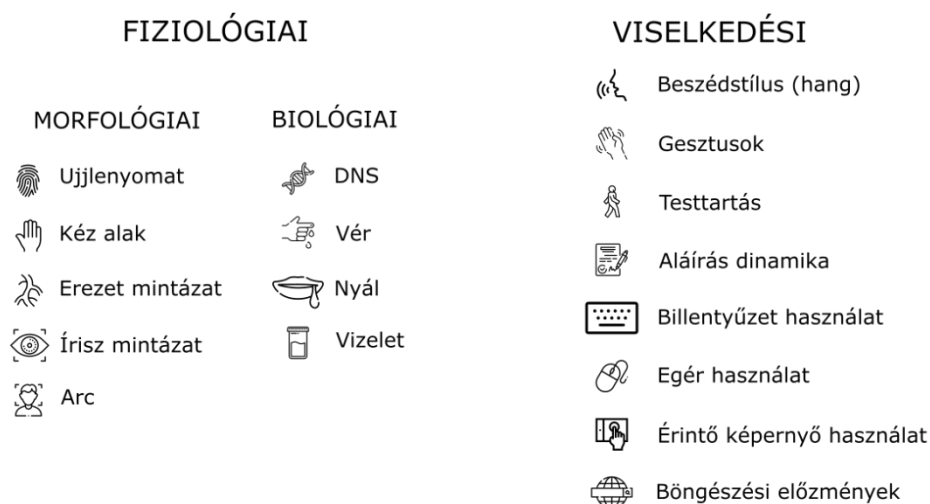 FIZIOLÓGIAI
MORFOLÓGIAI
Ujjlenyomat
Kéz alak
Erezet mintázat
Írisz mintázat
Arc
BIOLÓGIAI
DNS
Vér
Nyál
Vizelet
VISELKEDÉSI
Beszédstílus (hang)
Gesztusok
Testtartás
Aláírás dinamika
Billentyűzet használat
Egér használat
Érintő képernyő használat
Böngészési előzmények